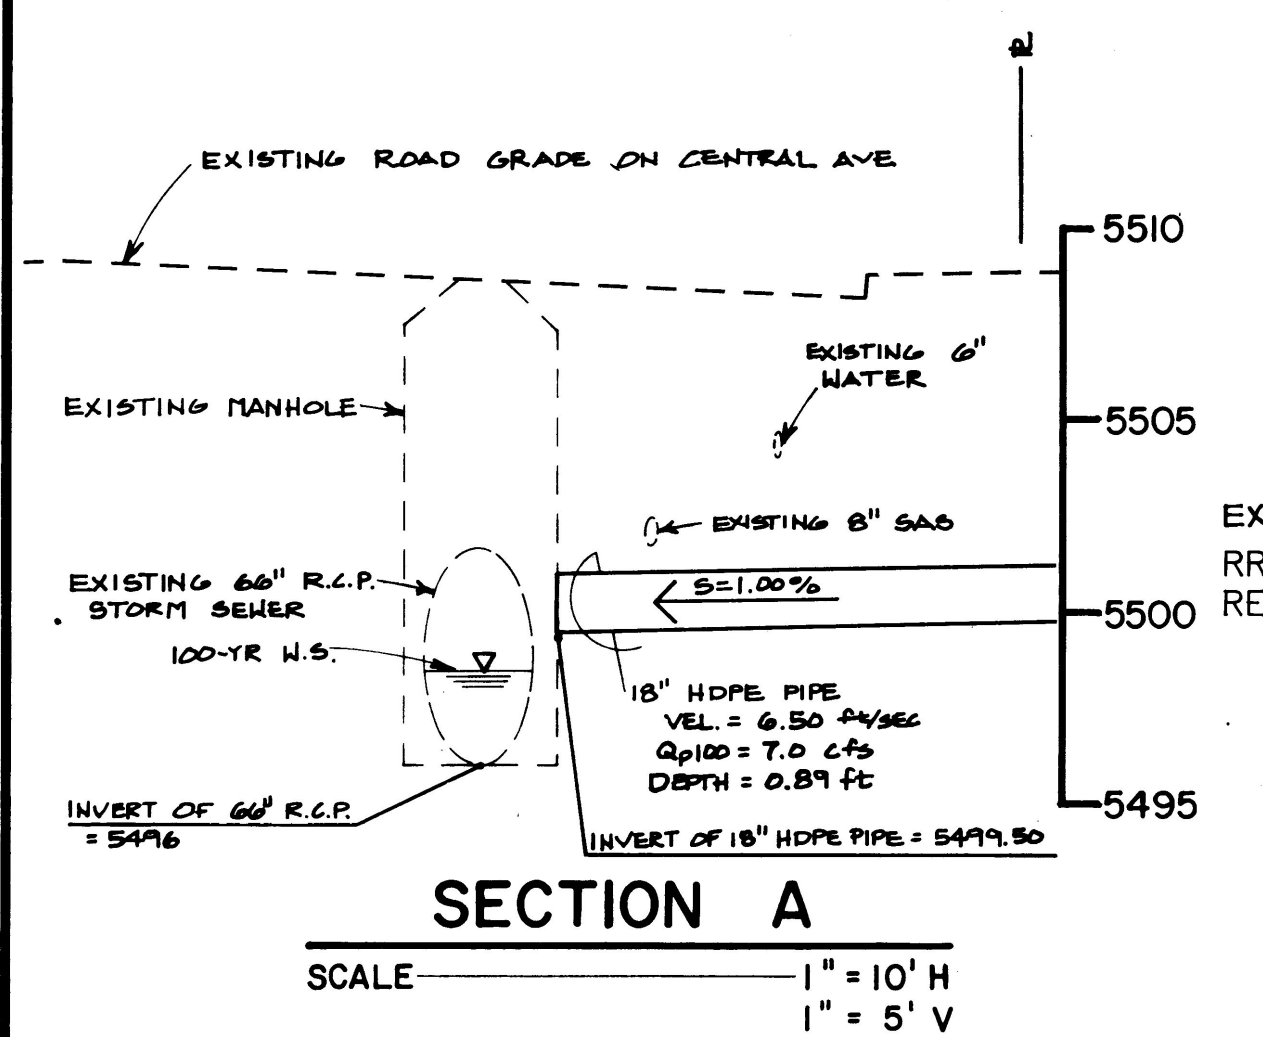 PL
EXISTING ROAD GRADE ON CENTRAL AVE
5510
EXISTING 6"
WATER
EXISTING MANHOLE
5505
EXISTING 8" SAS
EX
RR
RE
EXISTING 66" R.C.P.
STORM SEWER
S=1.00%
5500
100-YR W.S.
18" HDPE PIPE
VEL. = 6.50 ft/SEC
Qp100 = 7.0 cfs
DEPTH = 0.89 ft
5495
INVERT OF 66" R.C.P.
= 5496
INVERT OF 18" HDPE PIPE = 5499.50
SECTION A
SCALE 1" = 10' H
1" = 5' V